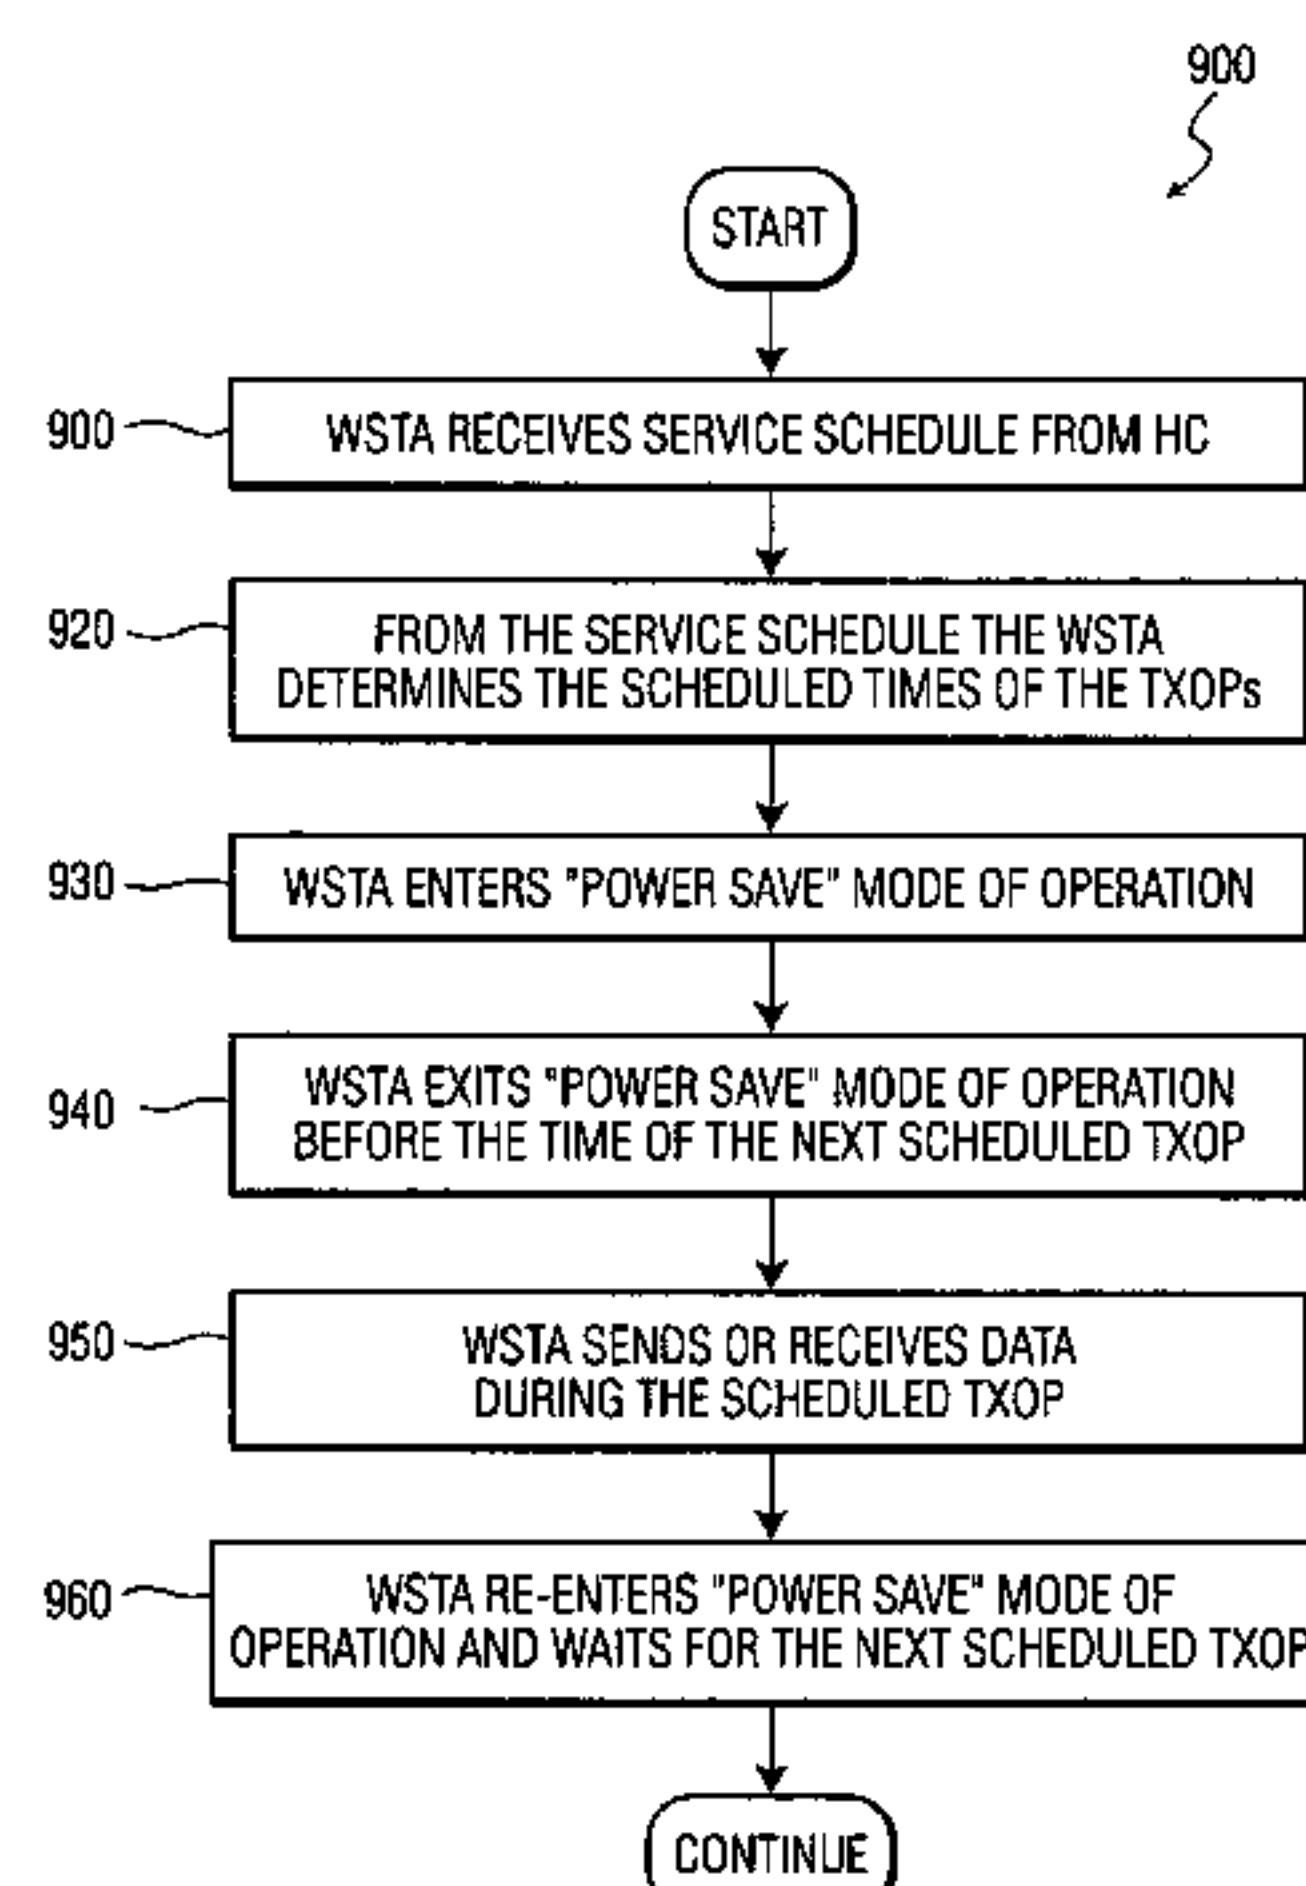 900
START
900
WSTA RECEIVES SERVICE SCHEDULE FROM HC
920
FROM THE SERVICE SCHEDULE THE WSTA
DETERMINES THE SCHEDULED TIMES OF THE TXOPs
930
WSTA ENTERS "POWER SAVE" MODE OF OPERATION
940
WSTA EXITS "POWER SAVE" MODE OF OPERATION
BEFORE THE TIME OF THE NEXT SCHEDULED TXOP
950
WSTA SENDS OR RECEIVES DATA
DURING THE SCHEDULED TXOP
960
WSTA RE-ENTERS "POWER SAVE" MODE OF
OPERATION AND WAITS FOR THE NEXT SCHEDULED TXOP
CONTINUE